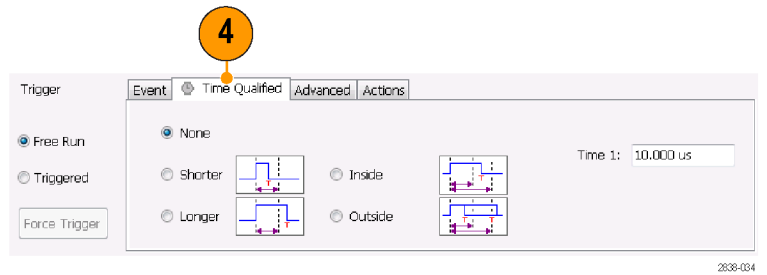 4
Trigger
Event Time Qualified Advanced Actions
Free Run
None
Time 1: 10.000 us
Triggered
Shorter T Inside T
Force Trigger
Longer T Outside T T
2838-034